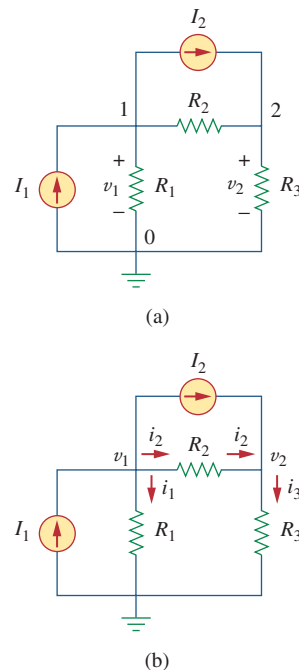 I₂
1 R₂ 2
+ +
I₁ v₁ R₁ v₂ R₃
− −
0
(a)
I₂
v₁ i₂ R₂ i₂ v₂
i₁ i₃
I₁ R₁ R₃
(b)